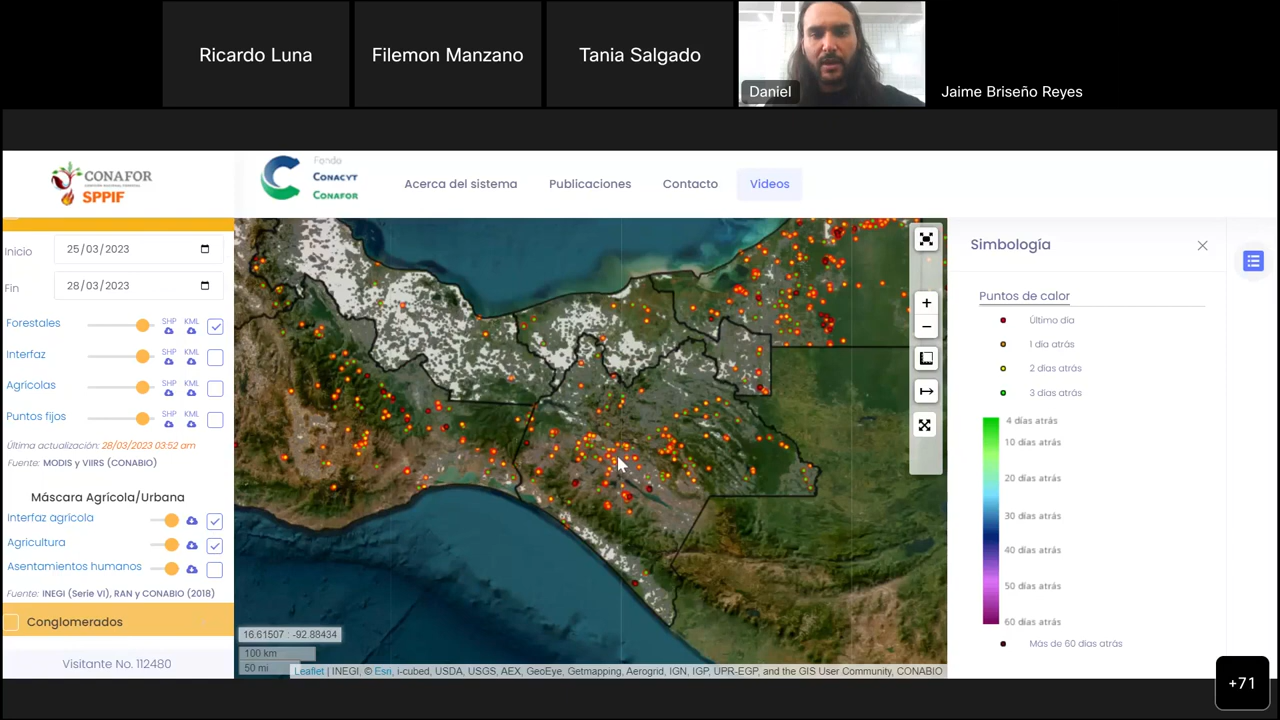 Ricardo Luna
Filemon Manzano
Tania Salgado
Daniel
Jaime Briseño Reyes
CONAFOR
SPPIF
Fondo
CONACYT
CONAFOR
Acerca del sistema
Publicaciones
Contacto
Videos
Inicio 25/03/2023
Fin 28/03/2023
Forestales SHP KML
Interfaz SHP KML
Agrícolas SHP KML
Puntos fijos SHP KML
Última actualización: 28/03/2023 03:52 am
Fuente: MODIS y VIIRS (CONABIO)
Máscara Agrícola/Urbana
Interfaz agrícola
Agricultura
Asentamientos humanos
Fuente: INEGI (Serie VI), RAN y CONABIO (2018)
Conglomerados
Visitante No. 112480
+
−
16.61507 : -92.88434
100 km
50 mi
Leaflet | INEGI, © Esri, i-cubed, USDA, USGS, AEX, GeoEye, Getmapping, Aerogrid, IGN, IGP, UPR-EGP, and the GIS User Community, CONABIO
Simbología
Puntos de calor
Último día
1 día atrás
2 días atrás
3 días atrás
4 días atrás
10 días atrás
20 días atrás
30 días atrás
40 días atrás
50 días atrás
60 días atrás
Más de 60 días atrás
+71